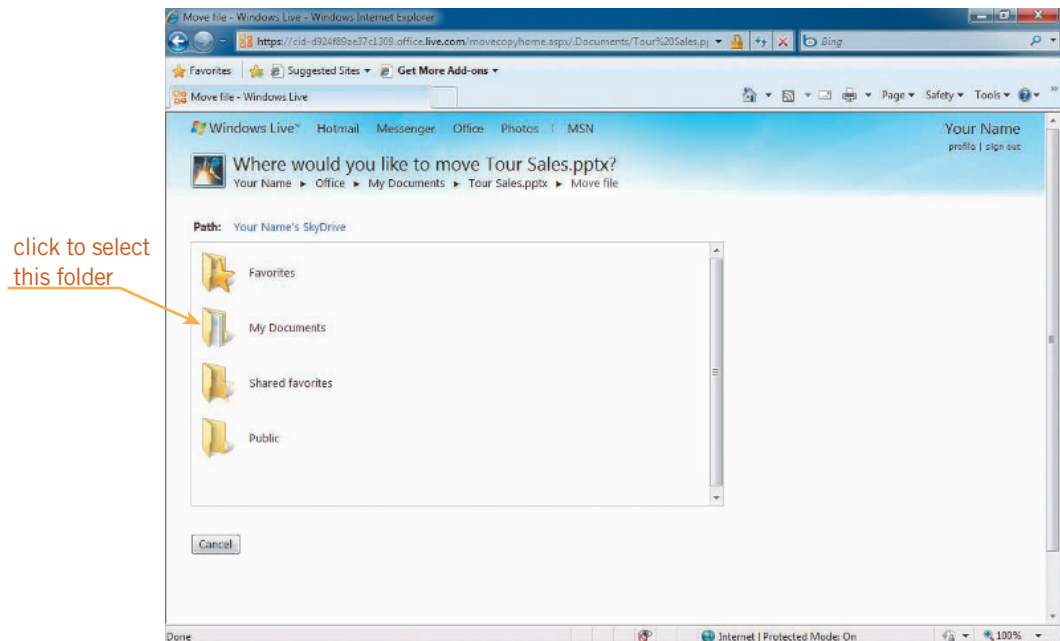 Move file - Windows Live - Windows Internet Explorer
https://cid-d924f89ae37c1309.office.live.com/movecopyhome.aspx/.Documents/Tour%20Sales.p
Bing
Favorites Suggested Sites Get More Add-ons
Move file - Windows Live
Page Safety Tools »
Windows Live™ Hotmail Messenger Office Photos | MSN
Your Name
profile | sign out
Where would you like to move Tour Sales.pptx?
Your Name ▸ Office ▸ My Documents ▸ Tour Sales.pptx ▸ Move file
Path: Your Name's SkyDrive
click to select
this folder
Favorites
My Documents
Shared favorites
Public
Cancel
Done
Internet | Protected Mode: On
100%